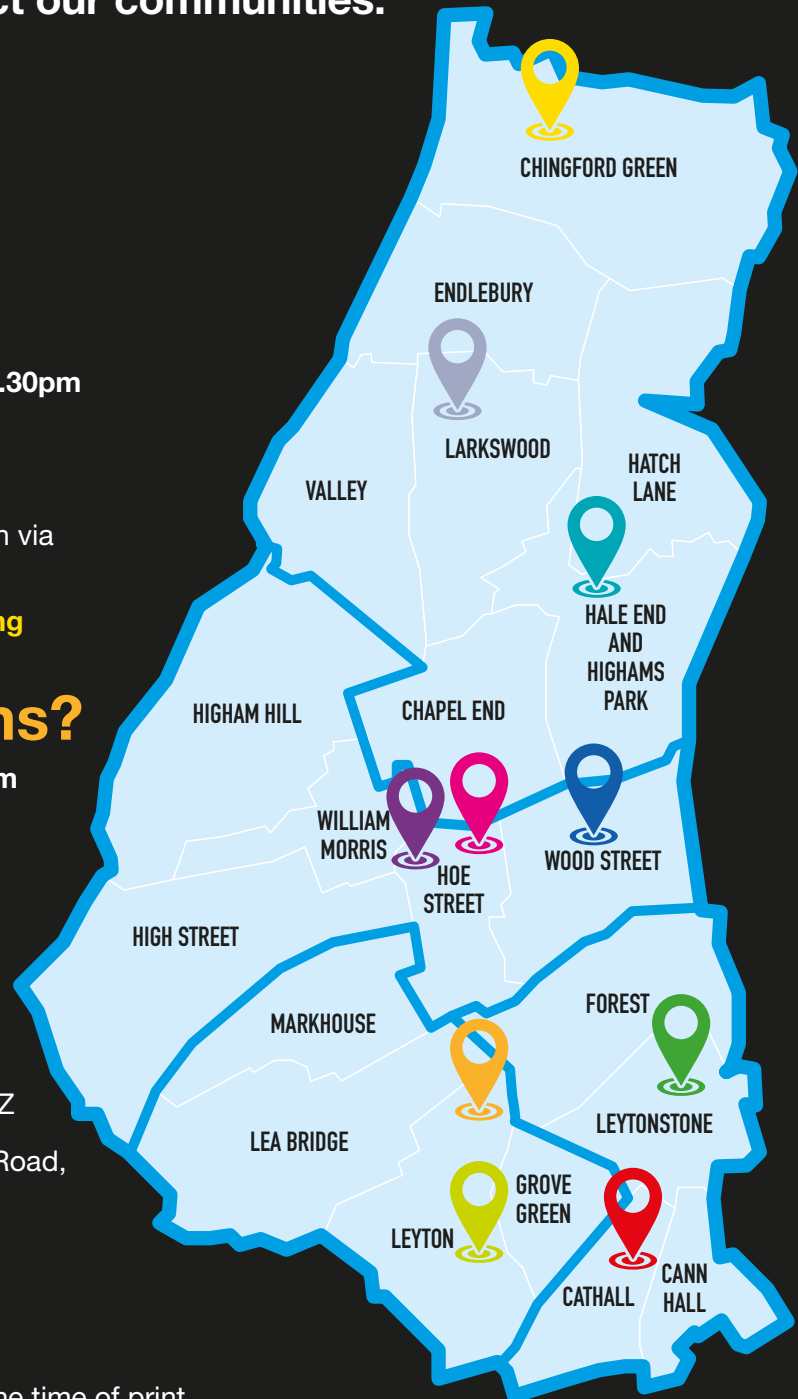 ct our communities.
.30pm
n via
ng
ns?
m
Z
Road,
ne time of print
CHINGFORD GREEN
ENDLEBURY
LARKSWOOD
HATCH
LANE
VALLEY
HALE END
AND
HIGHAMS
PARK
HIGHAM HILL
CHAPEL END
WILLIAM
MORRIS
HOE
STREET
WOOD STREET
HIGH STREET
MARKHOUSE
FOREST
LEYTONSTONE
LEA BRIDGE
GROVE
GREEN
LEYTON
CATHALL
CANN
HALL